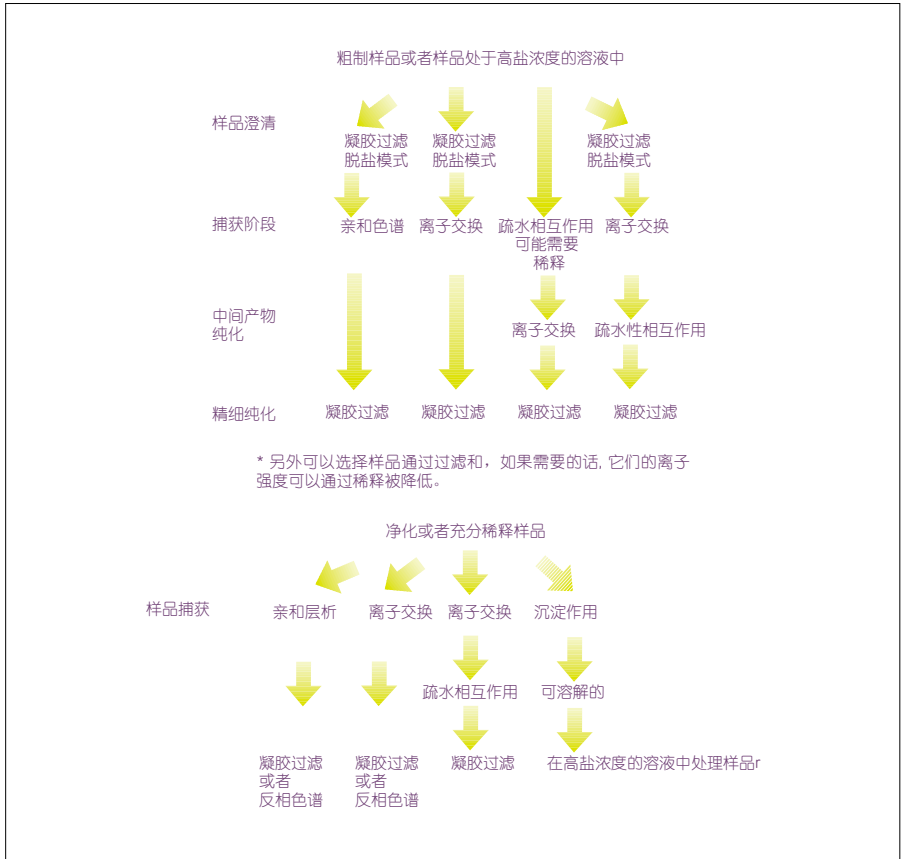 粗制样品或者样品处于高盐浓度的溶液中
样品澄清
凝胶过滤 凝胶过滤 凝胶过滤
脱盐模式 脱盐模式 脱盐模式
捕获阶段 亲和色谱 离子交换 疏水相互作用 离子交换
可能需要
稀释
中间产物
纯化
离子交换 疏水性相互作用
精细纯化 凝胶过滤 凝胶过滤 凝胶过滤 凝胶过滤
* 另外可以选择样品通过过滤和，如果需要的话, 它们的离子
强度可以通过稀释被降低。
净化或者充分稀释样品
样品捕获 亲和层析 离子交换 离子交换 沉淀作用
疏水相互作用 可溶解的
凝胶过滤 凝胶过滤 凝胶过滤 在高盐浓度的溶液中处理样品r
或者 或者
反相色谱 反相色谱